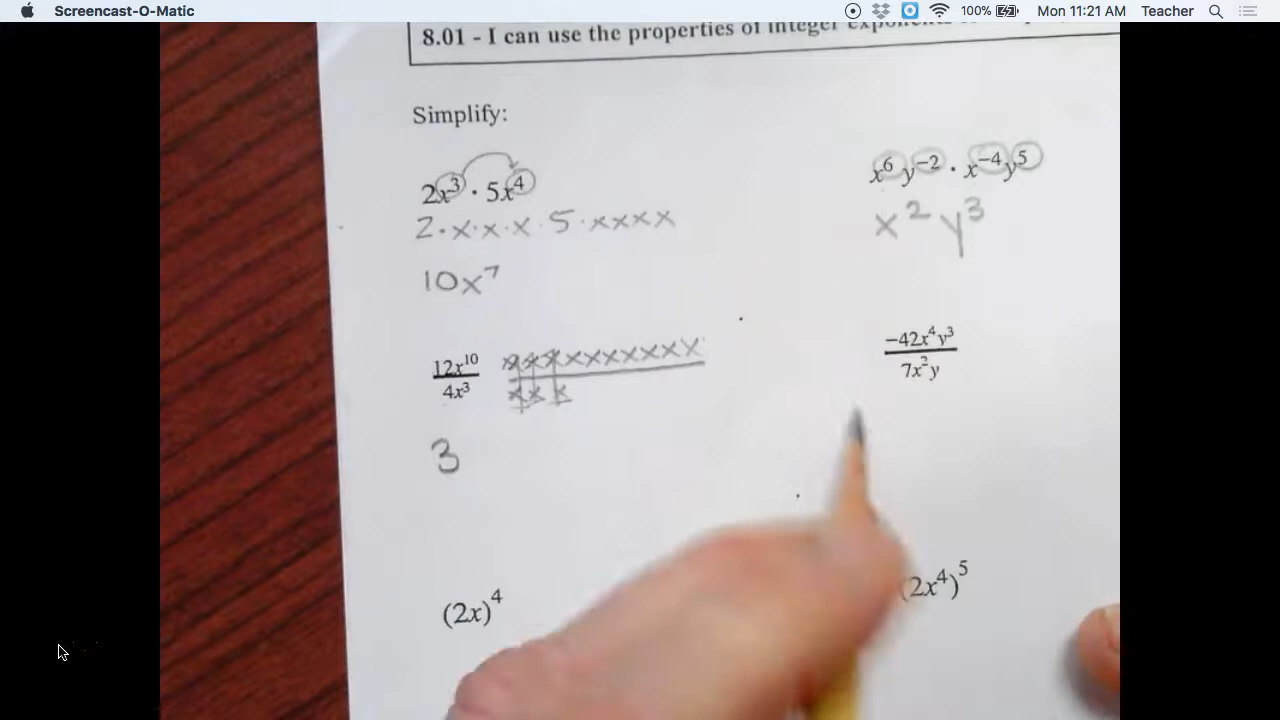 Screencast-O-Matic 100% Mon 11:21 AM Teacher
8.01 - I can use the properties of integer
Simplify:
2x³ · 5x⁴
2·x·x·x·5·xxxx
10x⁷
x⁶y⁻² · x⁻⁴y⁵
x²y³
12x¹⁰ xxxxxxxxxx
4x³ xxx
3
-42x⁴y³
7x²y
(2x)⁴
(2x⁴)⁵